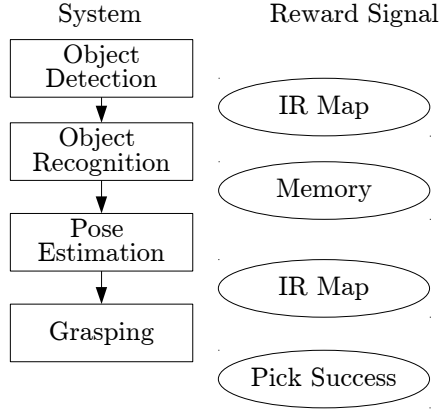 System
Reward Signal
Object
Detection
IR Map
Object
Recognition
Memory
Pose
Estimation
IR Map
Grasping
Pick Success